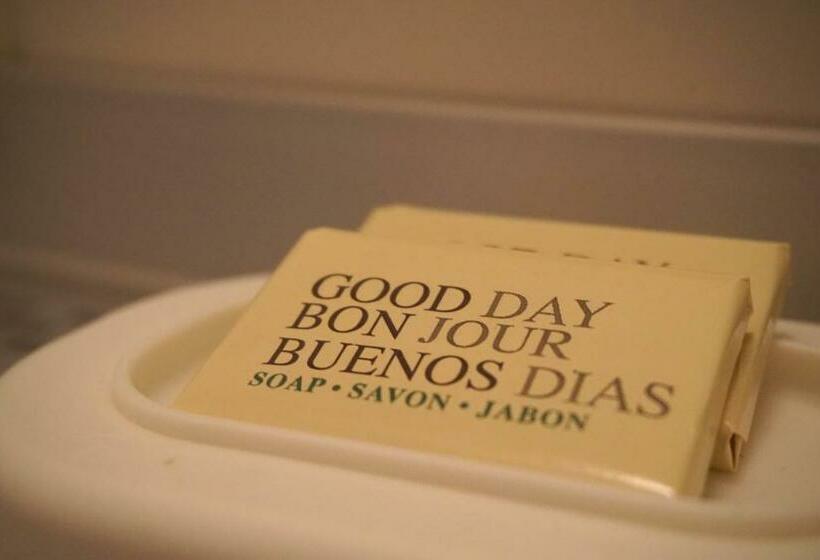 GOOD DAY
BON JOUR
BUENOS DIAS
SOAP • SAVON • JABON